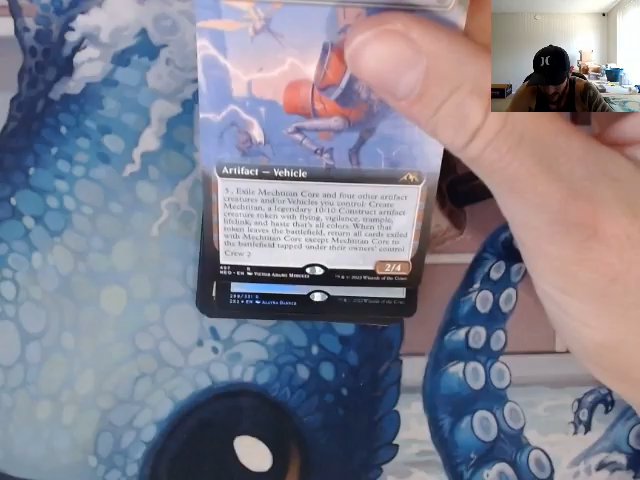 Artifact — Vehicle
5, Exile Mechtitan Core and four other artifact
creatures and/or Vehicles you control: Create
Mechtitan, a legendary 10/10 Construct artifact
creature token with flying, vigilance, trample,
lifelink, and haste that's all colors. When that
token leaves the battlefield, return all cards exiled
with Mechtitan Core except Mechtitan Core to
the battlefield tapped under their owners' control.
Crew 2
2/4
R
NEO • EN
2022 Wizards of the Coast